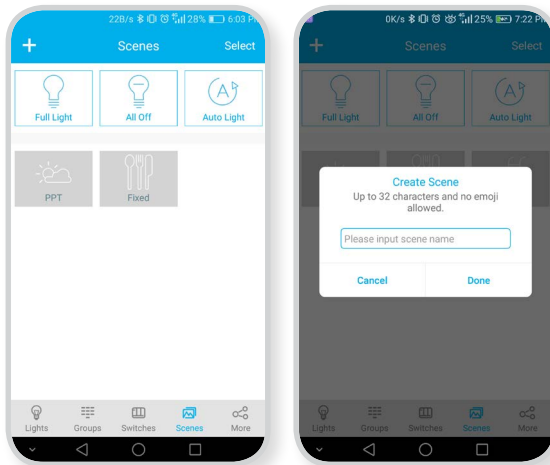 22B/s 28% 6:03 P
Scenes Select
Full Light All Off Auto Light
PPT Fixed
Lights Groups Switches Scenes More
0K/s 25% 7:22 P
Scenes Select
Full Light All Off Auto Light
Create Scene
Up to 32 characters and no emoji
allowed.
Please input scene name
Cancel Done
Lights Groups Switches Scenes More